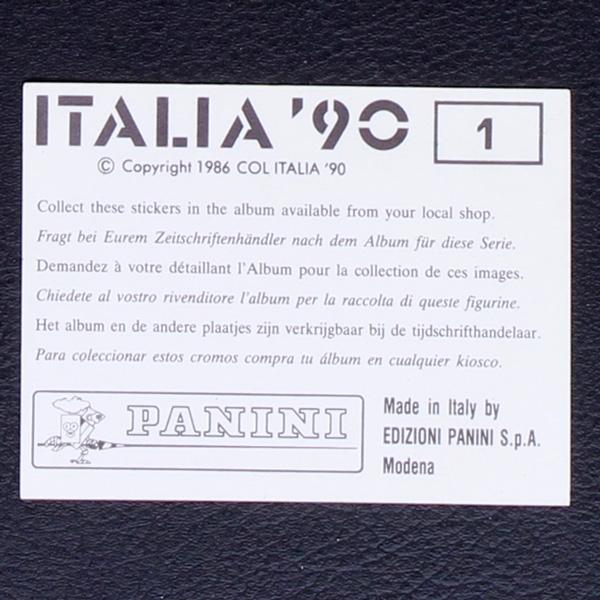 ITALIA '90
1
© Copyright 1986 COL ITALIA '90
Collect these stickers in the album available from your local shop.
Fragt bei Eurem Zeitschriftenhändler nach dem Album für diese Serie.
Demandez à votre détaillant l'Album pour la collection de ces images.
Chiedete al vostro rivenditore l'album per la raccolta di queste figurine.
Het album en de andere plaatjes zijn verkrijgbaar bij de tijdschrifthandelaar.
Para coleccionar estos cromos compra tu álbum en cualquier kiosco.
PANINI
Made in Italy by
EDIZIONI PANINI S.p.A.
Modena